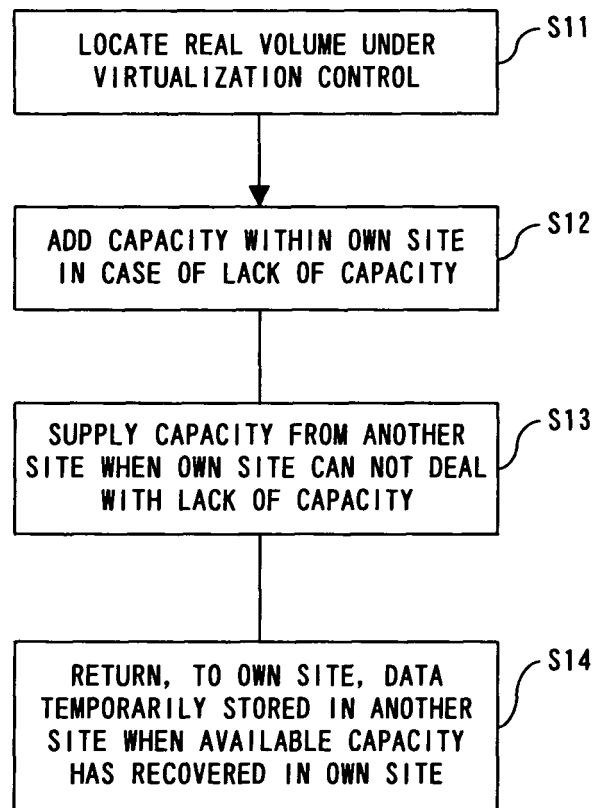 LOCATE REAL VOLUME UNDER
VIRTUALIZATION CONTROL
S11
ADD CAPACITY WITHIN OWN SITE
IN CASE OF LACK OF CAPACITY
S12
SUPPLY CAPACITY FROM ANOTHER
SITE WHEN OWN SITE CAN NOT DEAL
WITH LACK OF CAPACITY
S13
RETURN, TO OWN SITE, DATA
TEMPORARILY STORED IN ANOTHER
SITE WHEN AVAILABLE CAPACITY
HAS RECOVERED IN OWN SITE
S14